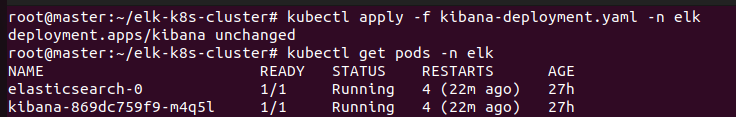 root@master:~/elk-k8s-cluster# kubectl apply -f kibana-deployment.yaml -n elk
deployment.apps/kibana unchanged
root@master:~/elk-k8s-cluster# kubectl get pods -n elk
NAME                      READY   STATUS    RESTARTS      AGE
elasticsearch-0           1/1     Running   4 (22m ago)   27h
kibana-869dc759f9-m4q5l   1/1     Running   4 (22m ago)   27h